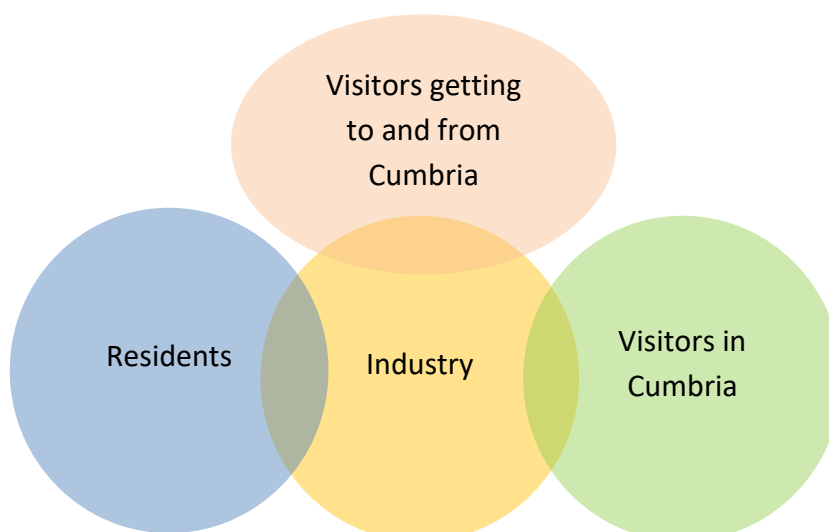 Visitors getting
to and from
Cumbria
Residents
Industry
Visitors in
Cumbria